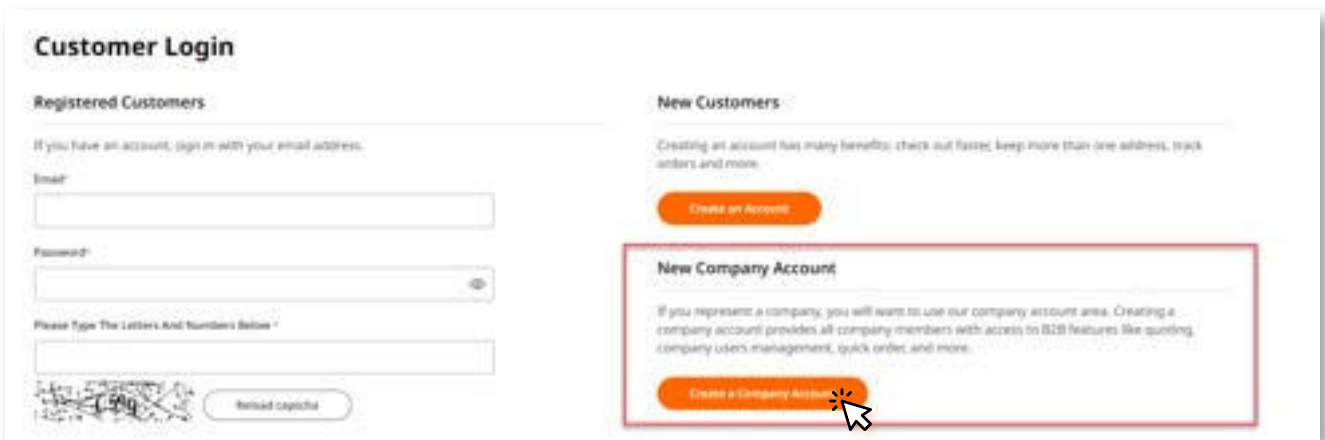 Customer Login
Registered Customers
If you have an account, sign in with your email address.
Email*
Password*
Please Type The Letters And Numbers Below *
Reload captcha
New Customers
Creating an account has many benefits: check out faster, keep more than one address, track
orders and more.
Create an Account
New Company Account
If you represent a company, you will want to use our company account area. Creating a
company account provides all company members with access to B2B features like quoting,
company users management, quick order, and more.
Create a Company Account